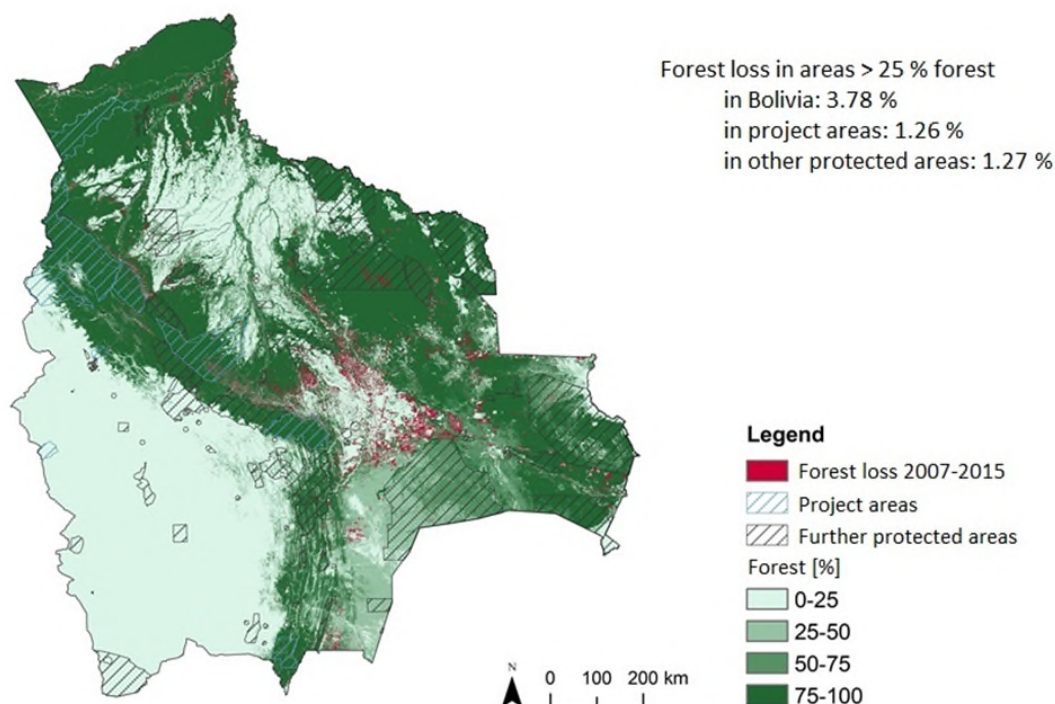 Forest loss in areas > 25 % forest
in Bolivia: 3.78 %
in project areas: 1.26 %
in other protected areas: 1.27 %
Legend
Forest loss 2007-2015
Project areas
Further protected areas
Forest [%]
0-25
25-50
50-75
75-100
N
0 100 200 km